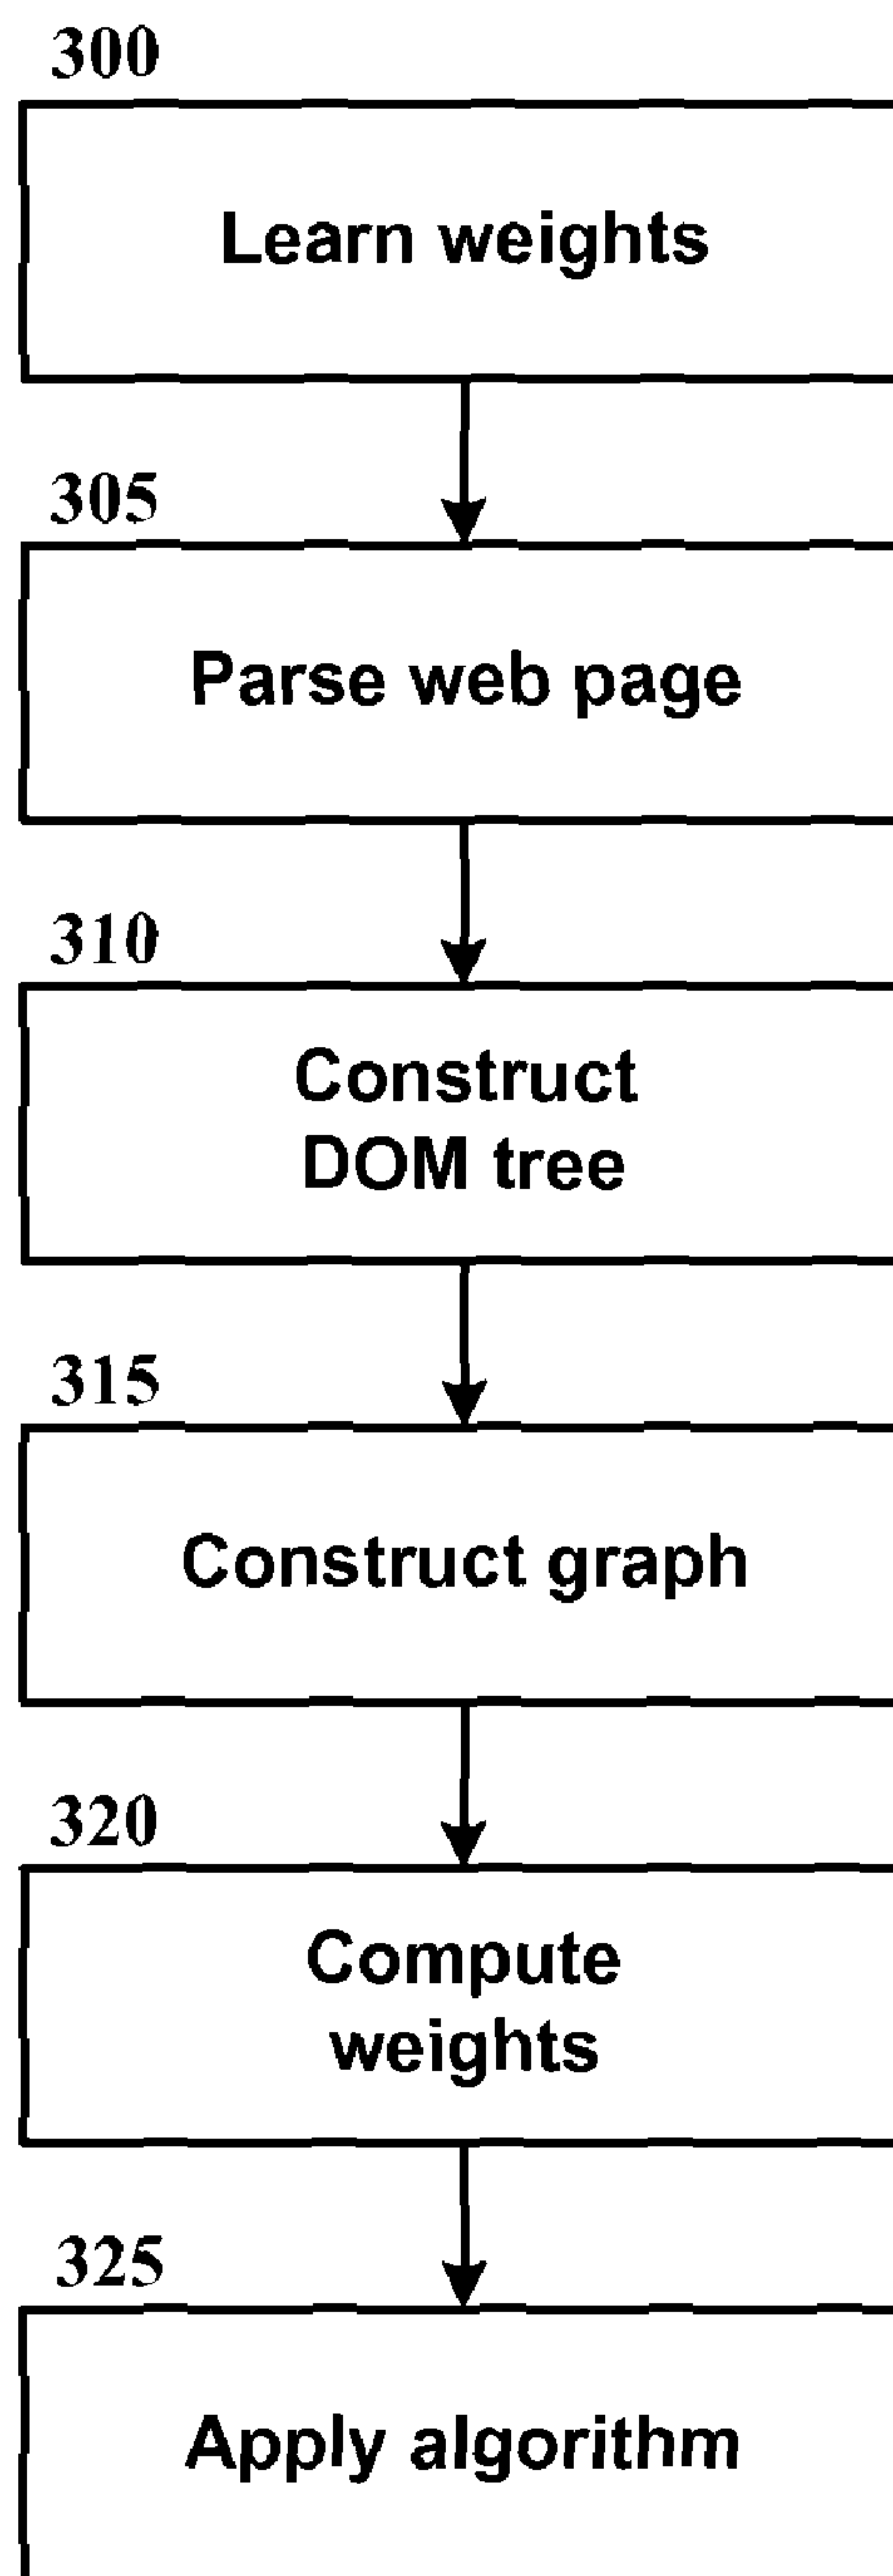 300
Learn weights
305
Parse web page
310
Construct
DOM tree
315
Construct graph
320
Compute
weights
325
Apply algorithm